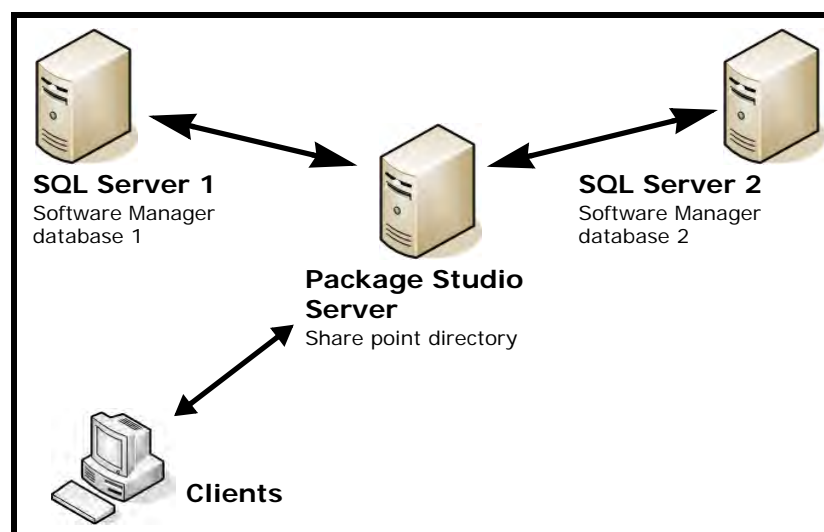 SQL Server 1
Software Manager
database 1
SQL Server 2
Software Manager
database 2
Package Studio
Server
Share point directory
Clients